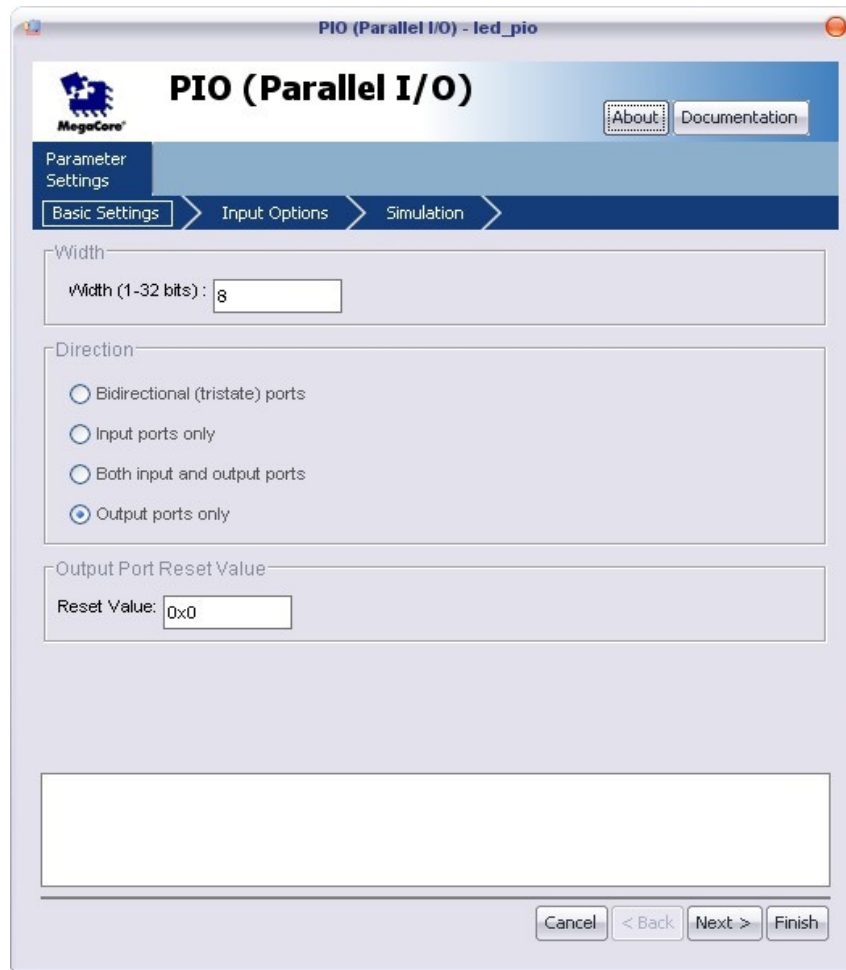 PIO (Parallel I/O) - led_pio
PIO (Parallel I/O)
MegaCore®
About
Documentation
Parameter
Settings
Basic Settings
Input Options
Simulation
Width
Width (1-32 bits) : 8
Direction
Bidirectional (tristate) ports
Input ports only
Both input and output ports
Output ports only
Output Port Reset Value
Reset Value: 0x0
Cancel
< Back
Next >
Finish